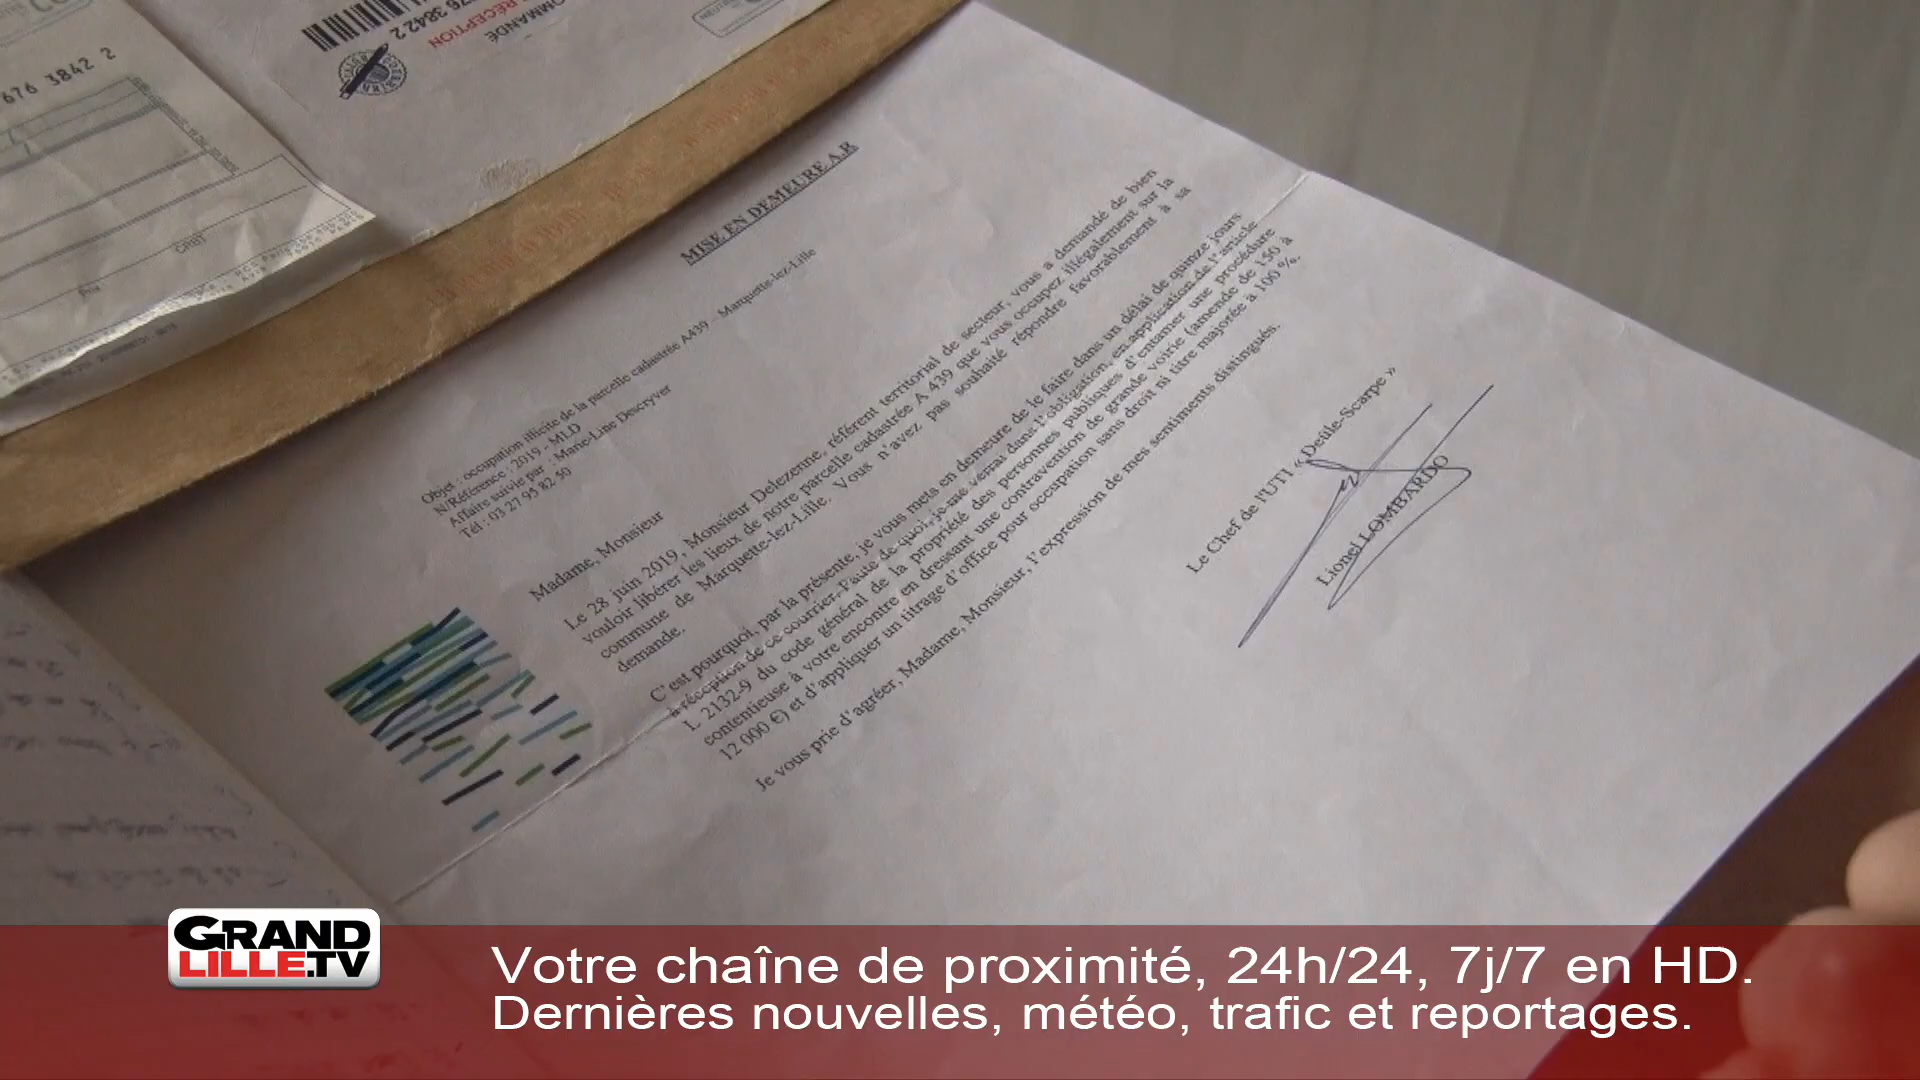 676 3842 2
CRBT
Prix
676 3842 2
RÉCEPTION
MISE EN DEMEURE A.R
Objet : occupation illicite de la parcelle cadastrée A439 – Marquette-lez-Lille
N/Référence : 2019 - MLD
Affaire suivie par : Marie-Line Descryver
Tél : 03 27 95 82 50
Madame, Monsieur
Le 28 juin 2019, Monsieur Delezenne, référent territorial de secteur, vous a demandé de bien
vouloir libérer les lieux de notre parcelle cadastrée A 439 que vous occupez illégalement sur la
commune de Marquette-lez-Lille. Vous n'avez pas souhaité répondre favorablement à sa
demande.
C'est pourquoi, par la présente, je vous mets en demeure de le faire dans un délai de quinze jours
à réception de ce courrier. Faute de quoi, je me verrai dans l'obligation, en application de l'article
L 2132-9 du code général de la propriété des personnes publiques d'entamer une procédure
contentieuse à votre encontre en dressant une contravention de grande voirie (amende de 150 à
12 000 €) et d'appliquer un titrage d'office pour occupation sans droit ni titre majorée à 100 %.
Je vous prie d'agréer, Madame, Monsieur, l'expression de mes sentiments distingués.
Le Chef de l'UTI « Deûle-Scarpe »
Lionel LOMBARDO
GRAND
LILLE.TV
Votre chaîne de proximité, 24h/24, 7j/7 en HD.
Dernières nouvelles, météo, trafic et reportages.